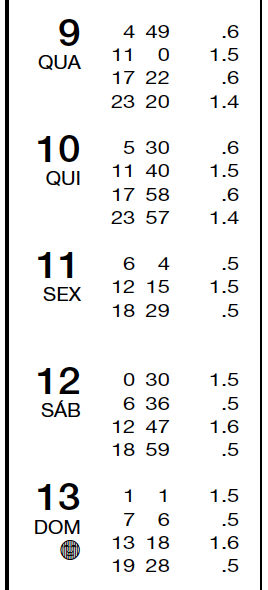 9 4 49 .6
QUA 11 0 1.5
17 22 .6
23 20 1.4
10 5 30 .6
QUI 11 40 1.5
17 58 .6
23 57 1.4
11 6 4 .5
SEX 12 15 1.5
18 29 .5
12 0 30 1.5
SÁB 6 36 .5
12 47 1.6
18 59 .5
13 1 1 1.5
DOM 7 6 .5
13 18 1.6
19 28 .5